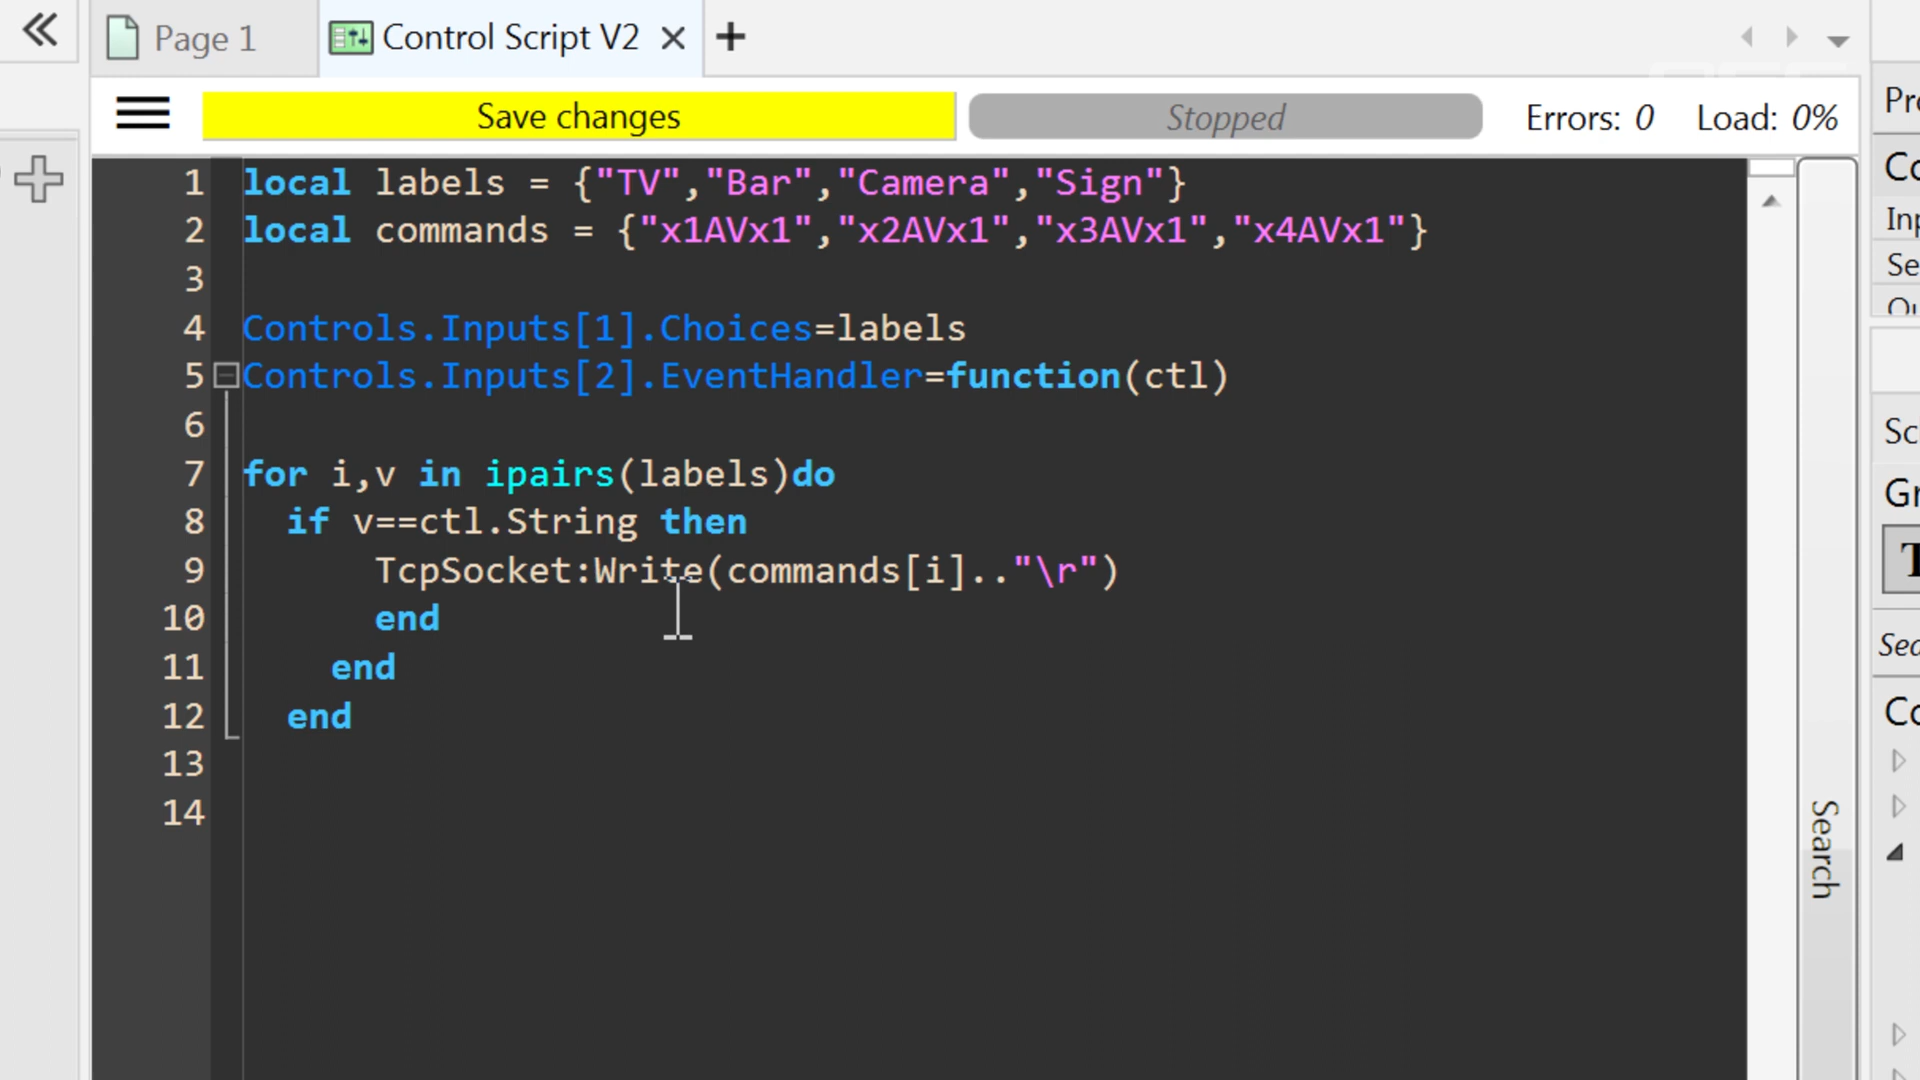 Page 1
Control Script V2
Save changes
Stopped
Errors: 0
Load: 0%
1 local labels = {"TV","Bar","Camera","Sign"}
2 local commands = {"x1AVx1","x2AVx1","x3AVx1","x4AVx1"}
3
4 Controls.Inputs[1].Choices=labels
5 Controls.Inputs[2].EventHandler=function(ctl)
6
7 for i,v in ipairs(labels)do
8 if v==ctl.String then
9 TcpSocket:Write(commands[i].."\r")
10 end
11 end
12 end
13
14
Search